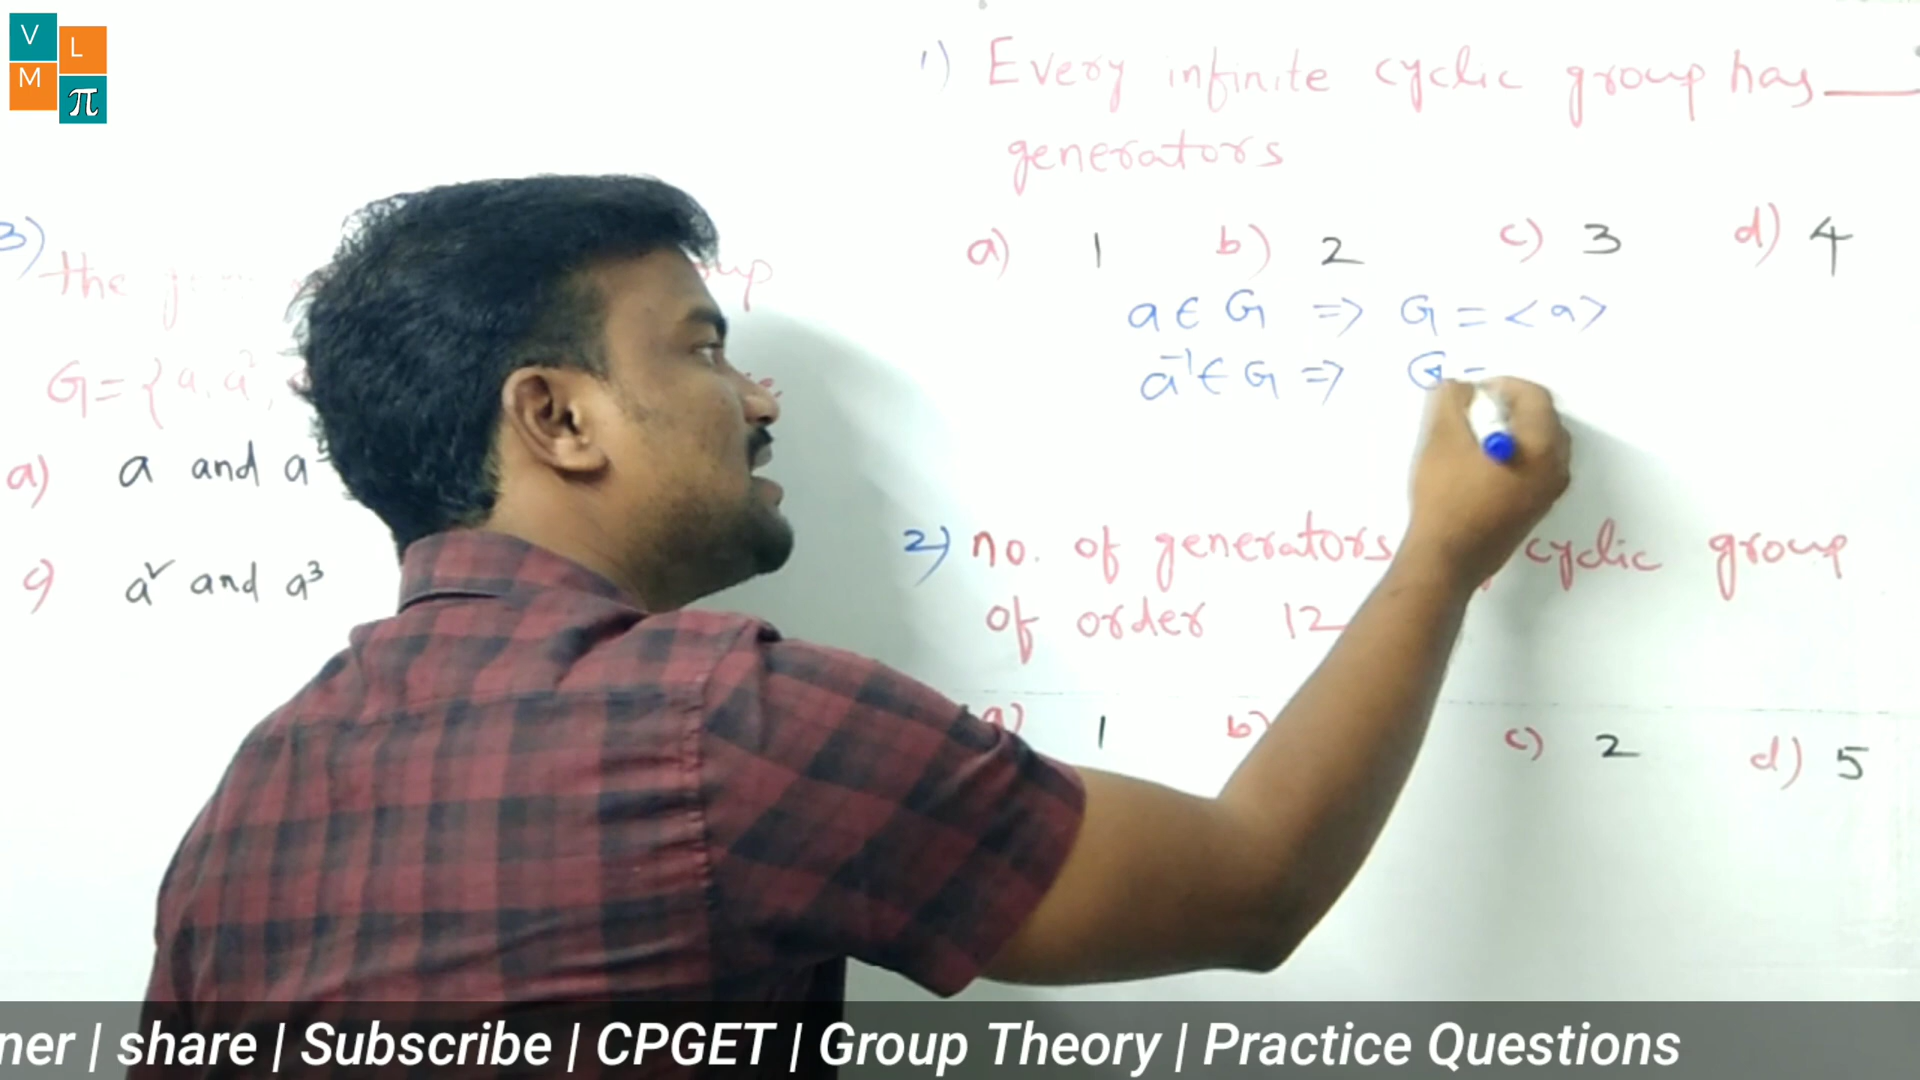 V L
M π
1) Every infinite cyclic group has ____
generators
a) 1 b) 2 c) 3 d) 4
a ∈ G ⇒ G = <a>
a⁻¹ ∈ G ⇒ G =
2) no. of generators cyclic group
of order 12
a) 1 b) c) 2 d) 5
3) the
G = {a, a²,
a) a and a⁵
c) a² and a³
ner | share | Subscribe | CPGET | Group Theory | Practice Questions